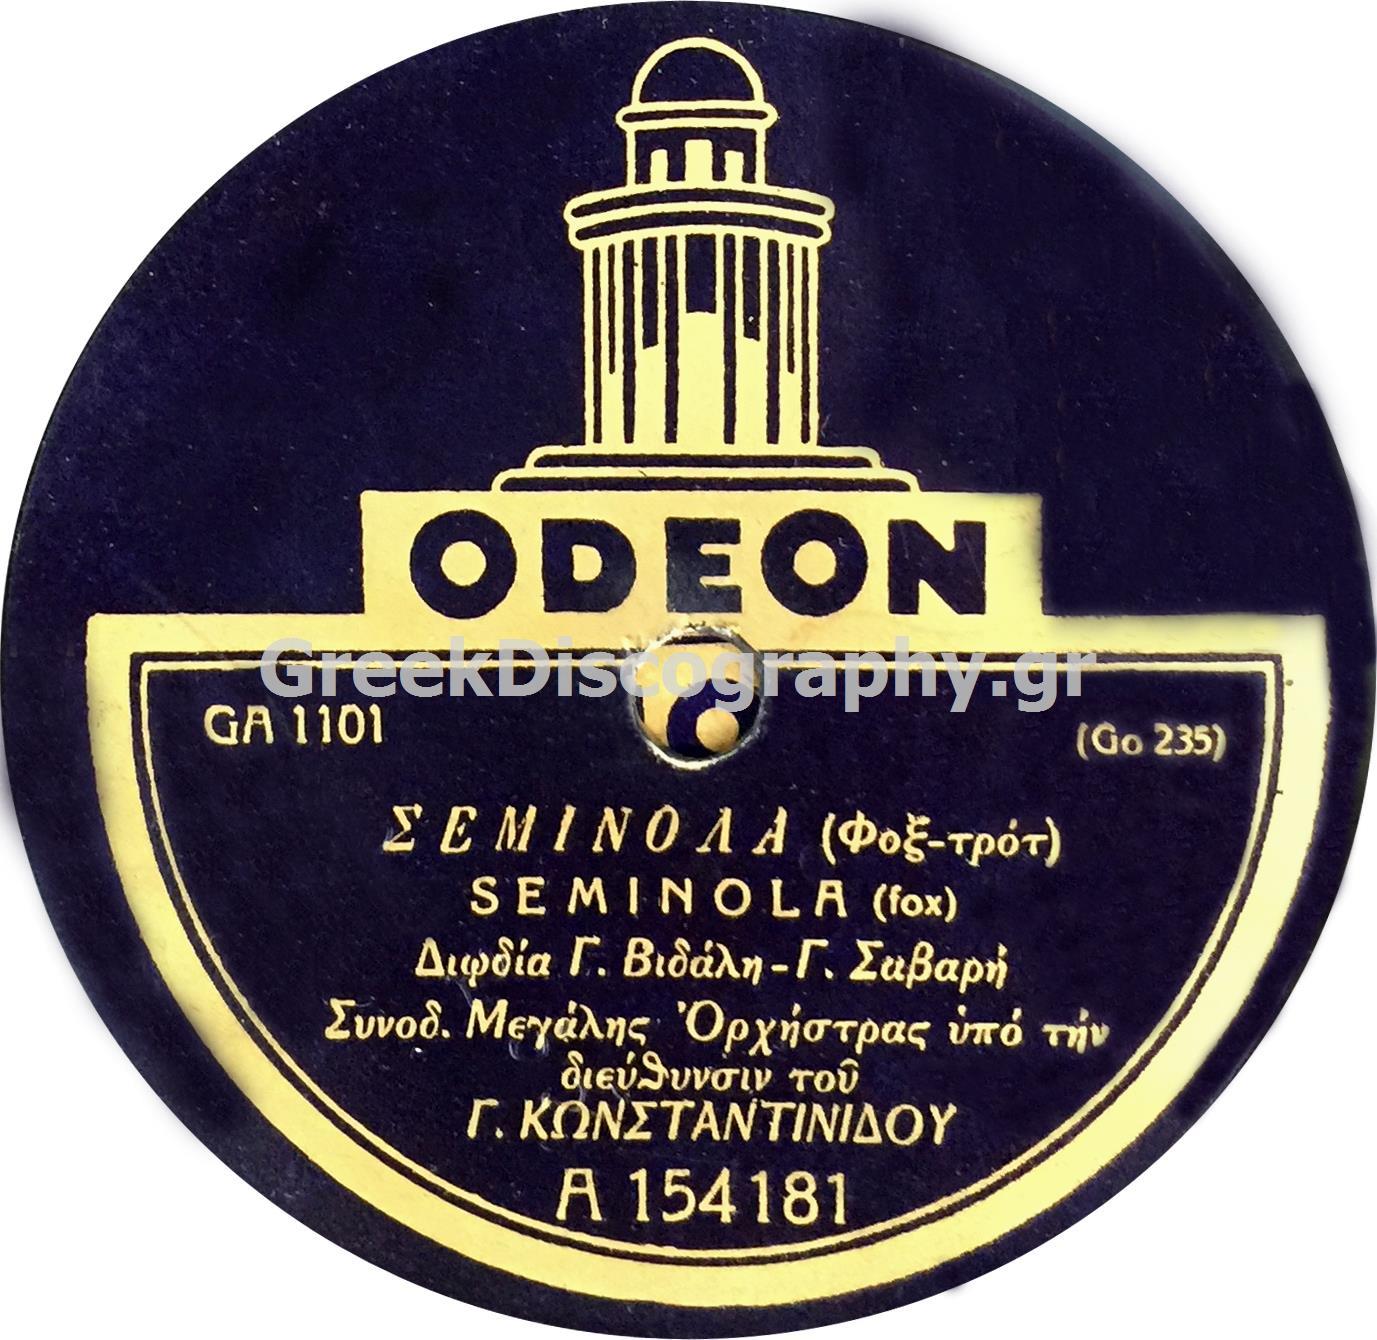 ODEON
GreekDiscography.gr
GA 1101
(Go 235)
ΣΕΜΙΝΟΛΑ (Φοξ-τρότ)
SEMINOLA (fox)
Διῳδία Γ. Βιδάλη-Γ. Σαβαρή
Συνοδ. Μεγάλης Ὀρχήστρας ὑπό τήν
διεύθυνσιν τοῦ
Γ. ΚΩΝΣΤΑΝΤΙΝΙΔΟΥ
A 154181